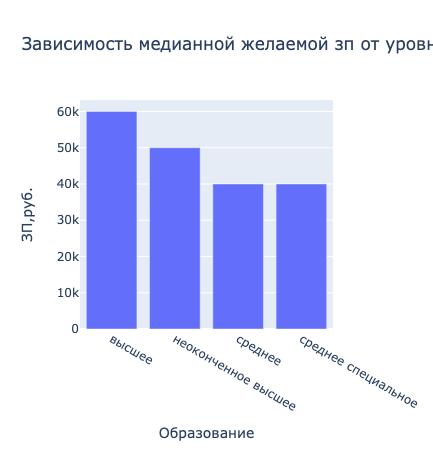 Зависимость медианной желаемой зп от
60k
50k
40k
30k
20k
10k
0
ЗП,руб.
высшее
неоконченное высшее
среднее
среднее специальное
Образование